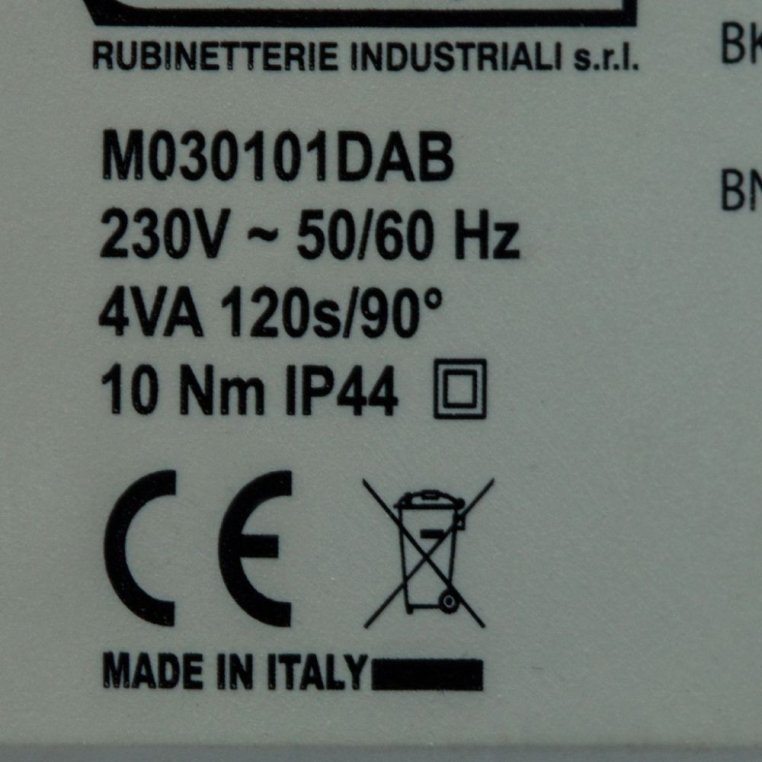 RUBINETTERIE INDUSTRIALI s.r.l.
M030101DAB
230V ~ 50/60 Hz
4VA 120s/90°
10 Nm IP44
CE
MADE IN ITALY
BK
BN